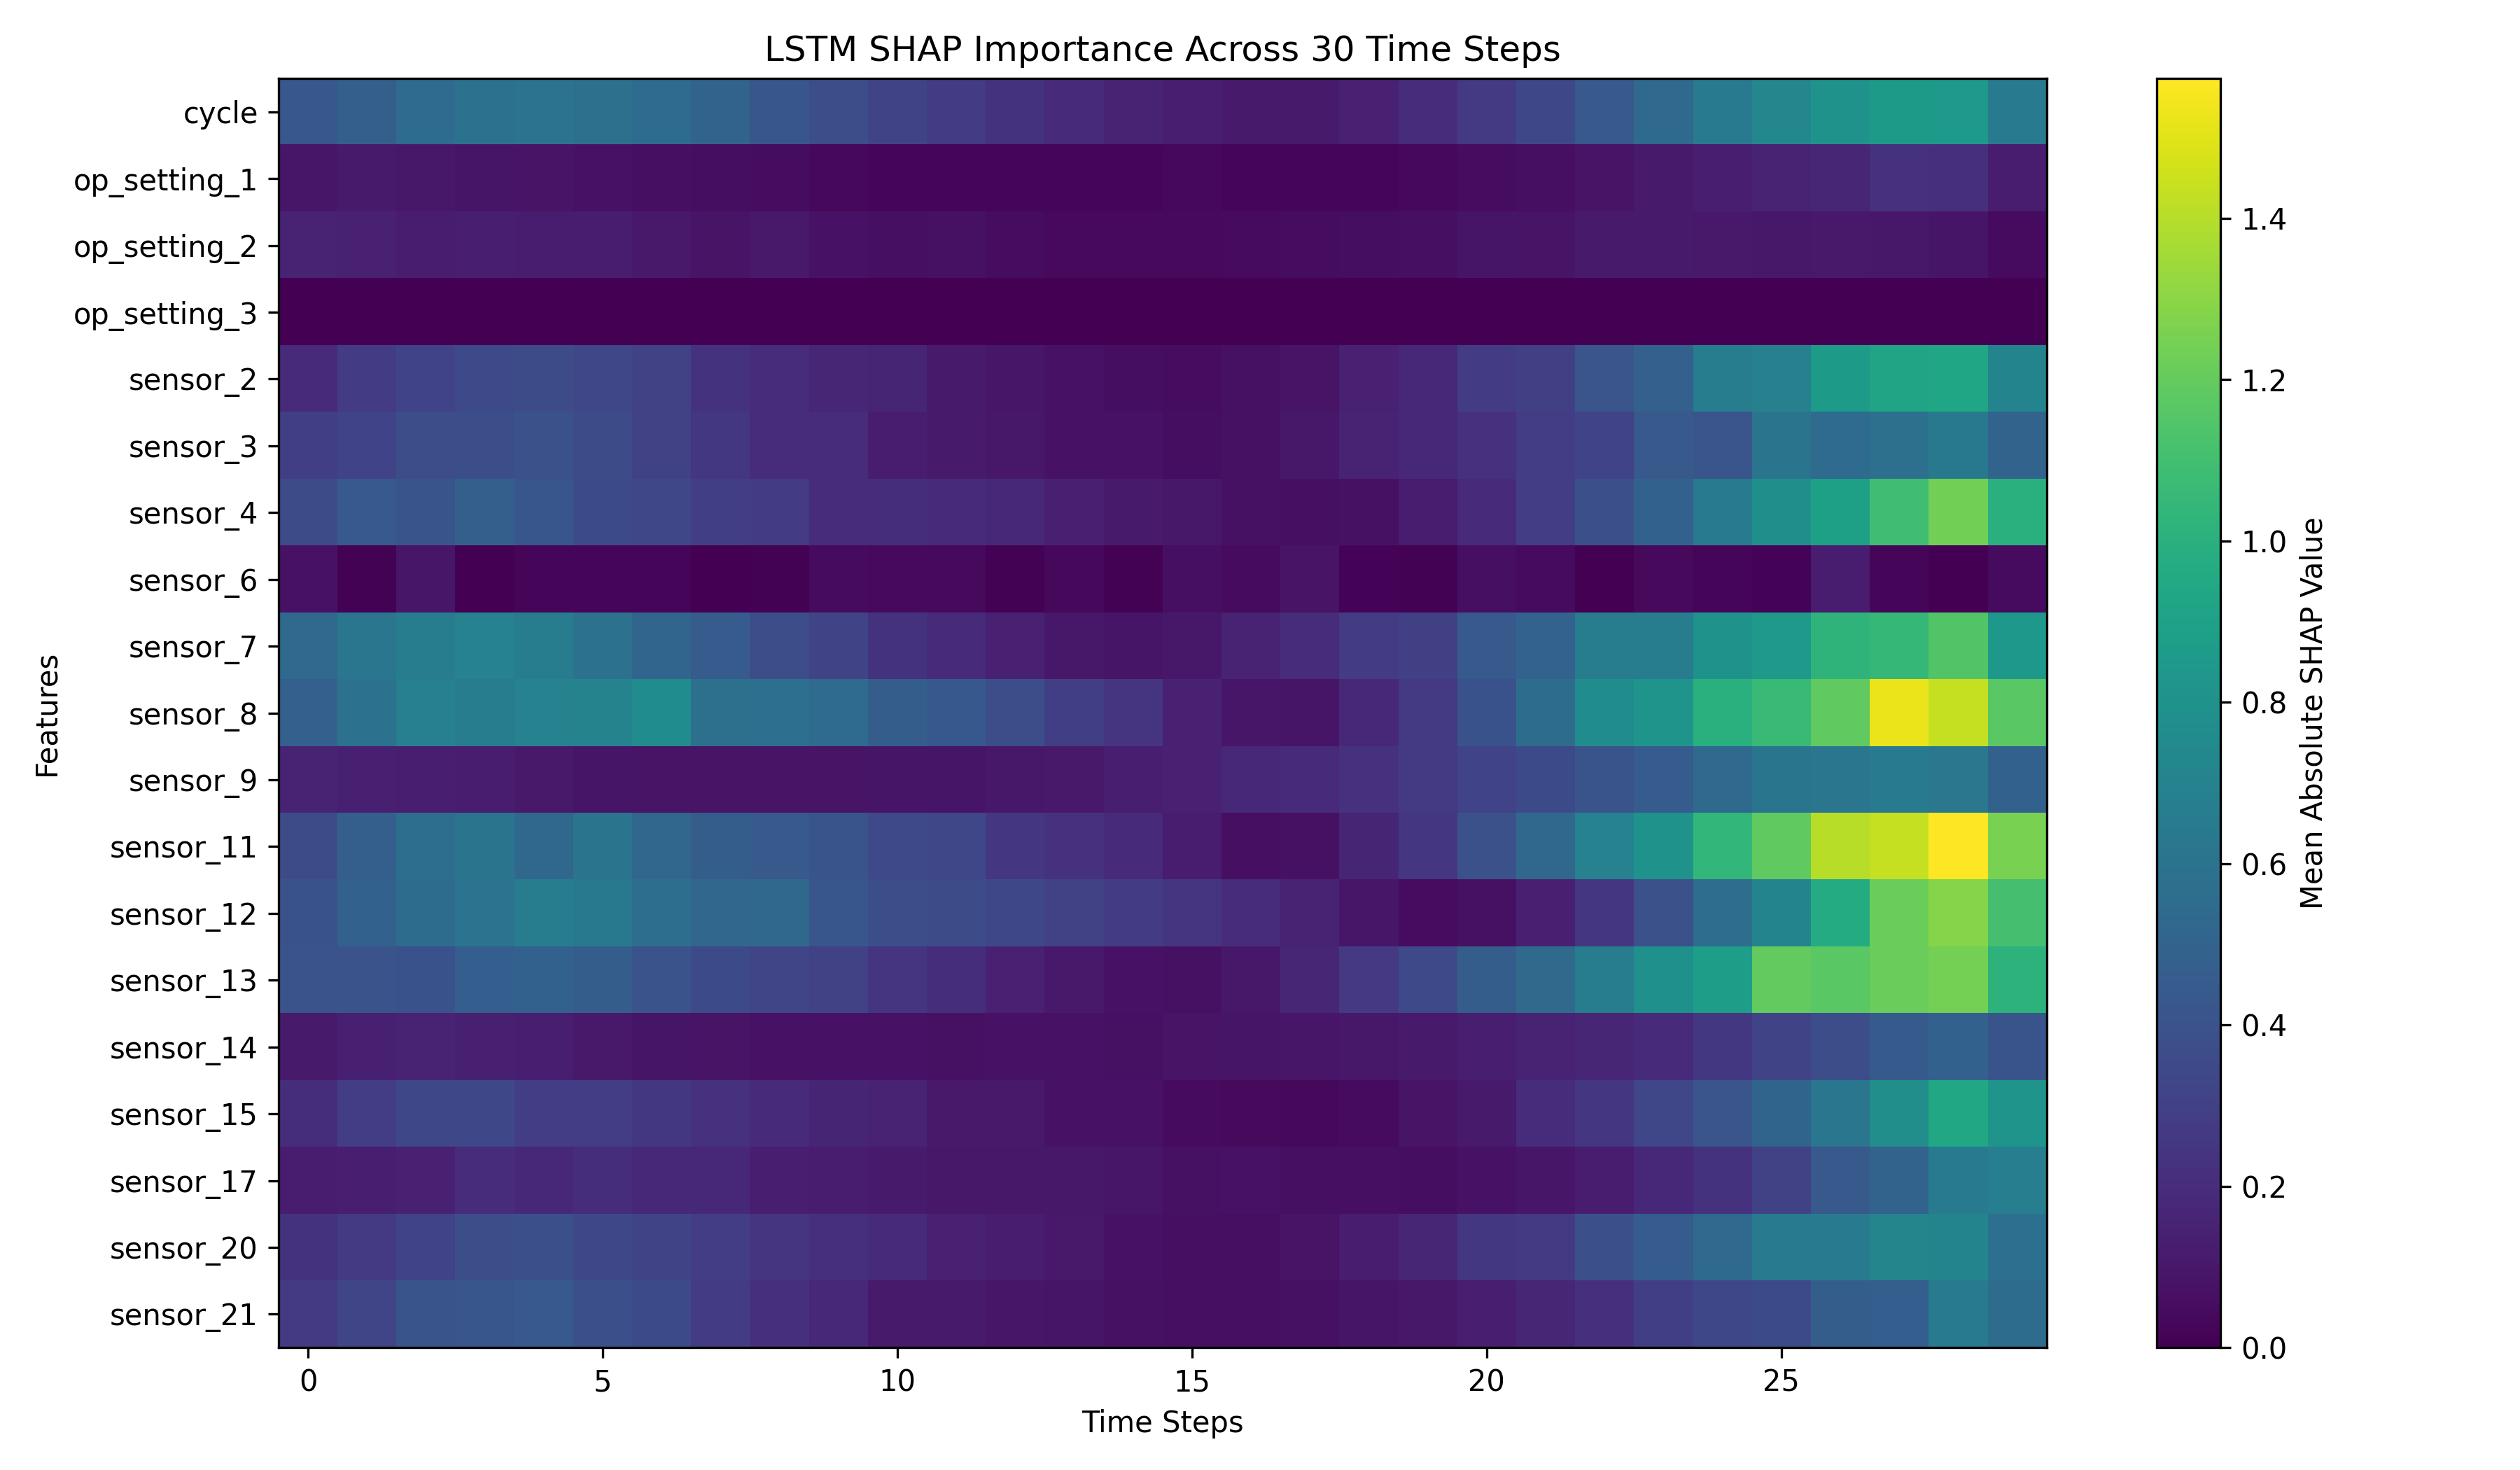 LSTM SHAP Importance Across 30 Time Steps
cycle
op_setting_1
op_setting_2
op_setting_3
sensor_2
sensor_3
sensor_4
sensor_6
sensor_7
sensor_8
sensor_9
sensor_11
sensor_12
sensor_13
sensor_14
sensor_15
sensor_17
sensor_20
sensor_21
Features
0 5 10 15 20 25
Time Steps
1.4
1.2
1.0
0.8
0.6
0.4
0.2
0.0
Mean Absolute SHAP Value